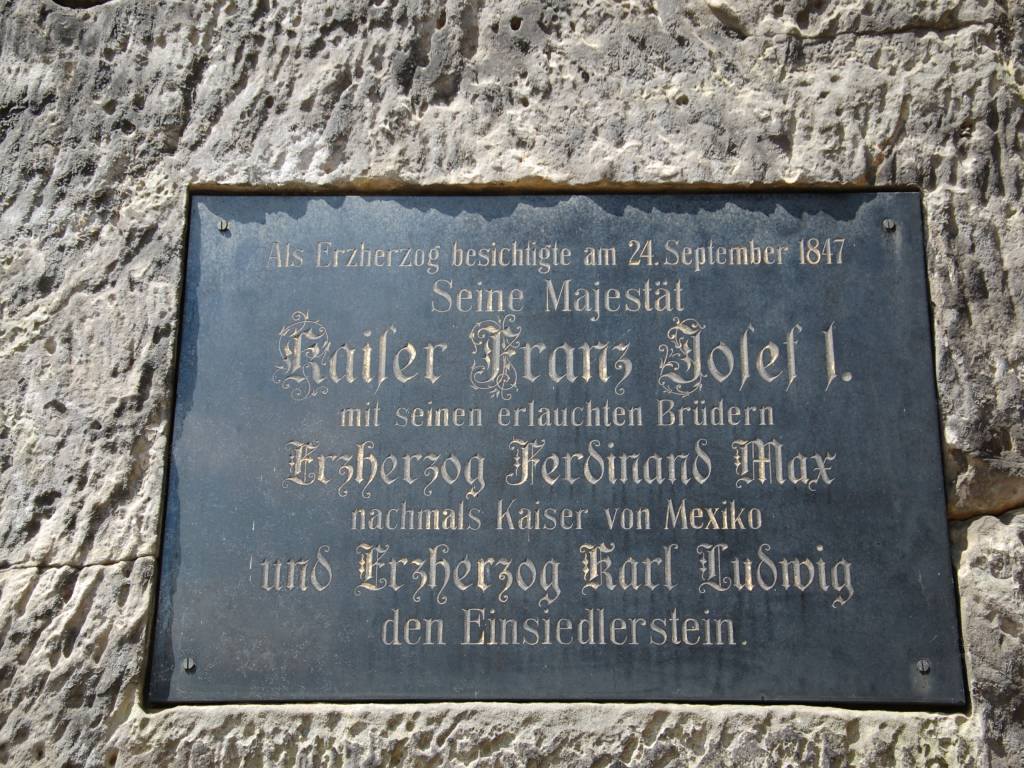 Als Erzherzog besichtigte am 24. September 1847
Seine Majestät
Kaiſer Franz Joſef I.
mit seinen erlauchten Brüdern
Erzherzog Ferdinand Max
nachmals Kaiser von Mexiko
und Erzherzog Karl Ludwig
den Einsiedlerstein.